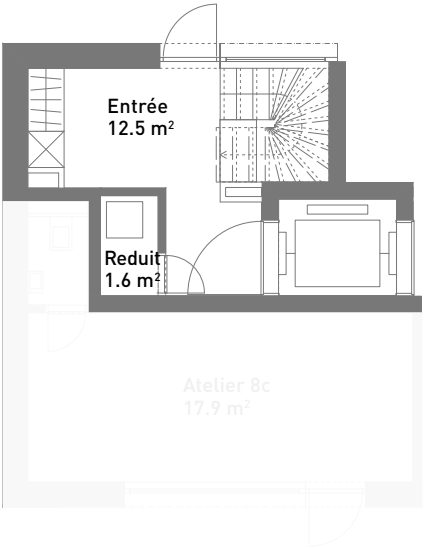 Entrée
12.5 m²
Reduit
1.6 m²
Atelier 8c
17.9 m²